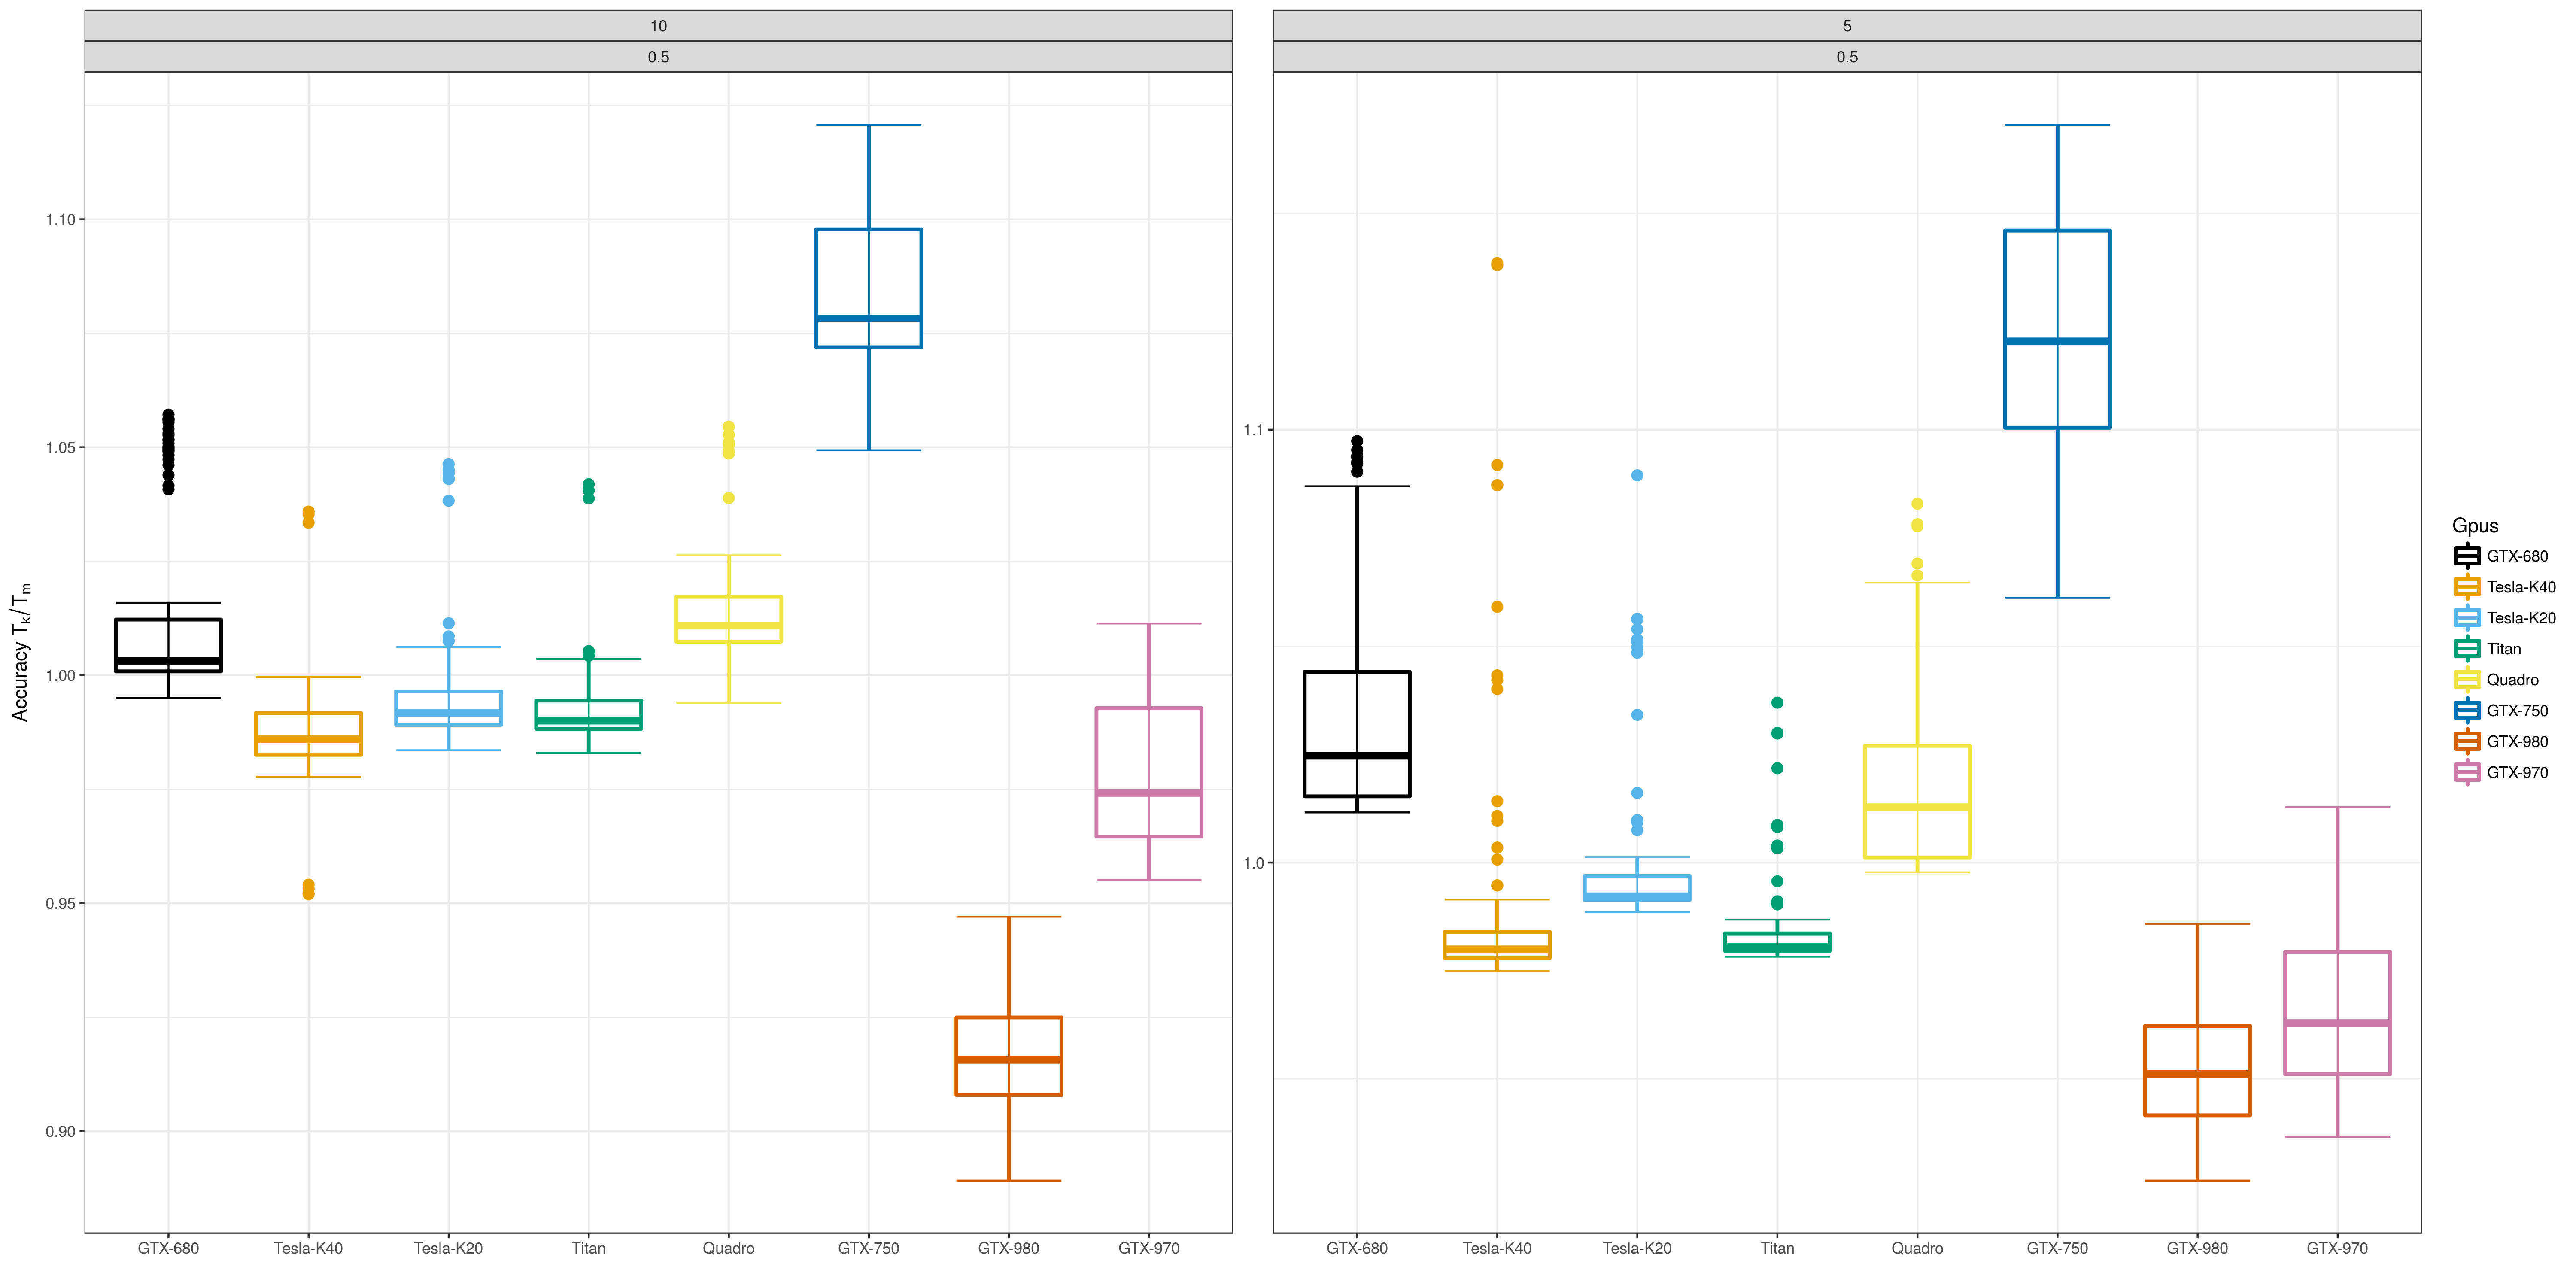 10
0.5
5
0.5
Accuracy Tk/Tm
1.10
1.05
1.00
0.95
0.90
1.1
1.0
GTX-680 Tesla-K40 Tesla-K20 Titan Quadro GTX-750 GTX-980 GTX-970
GTX-680 Tesla-K40 Tesla-K20 Titan Quadro GTX-750 GTX-980 GTX-970
Gpus
GTX-680
Tesla-K40
Tesla-K20
Titan
Quadro
GTX-750
GTX-980
GTX-970